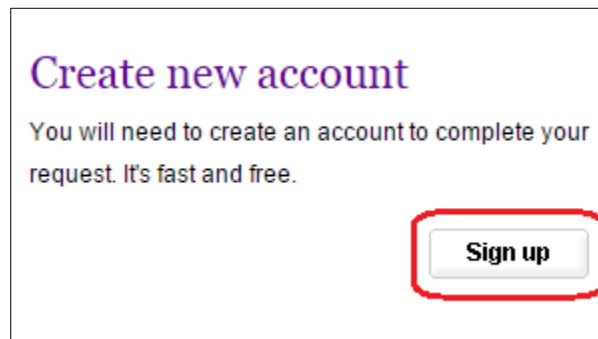 Create new account
You will need to create an account to complete your
request. It's fast and free.
Sign up